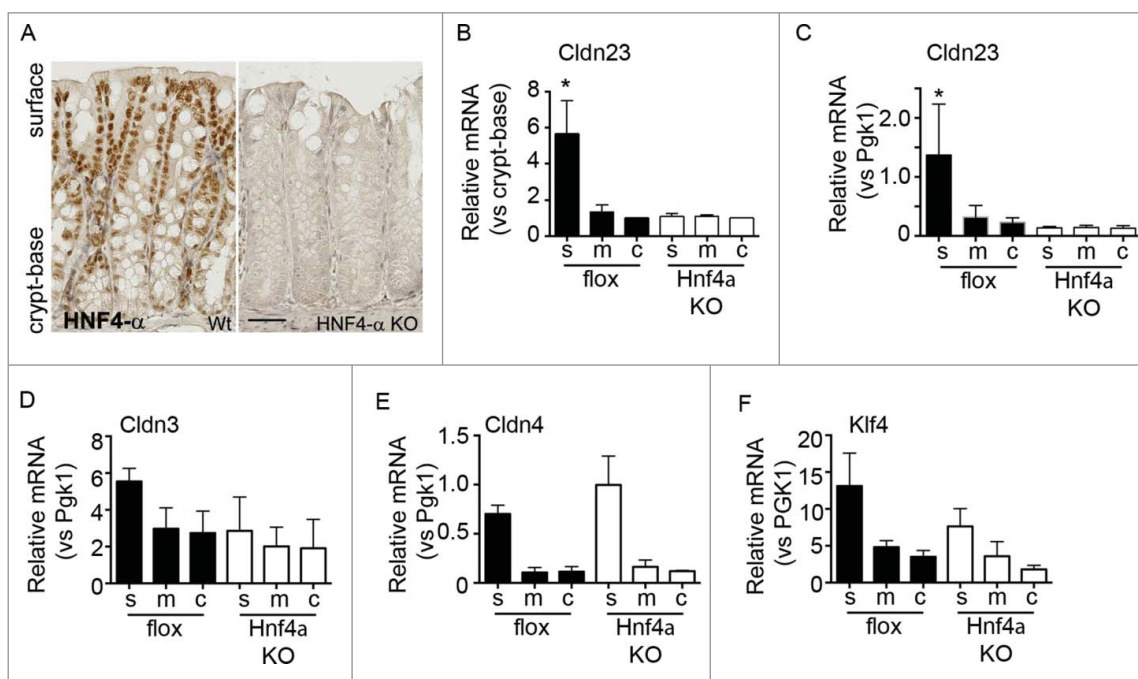 A
surface
crypt-base
HNF4-α
Wt
HNF4-α KO
B
Cldn23
Relative mRNA
(vs crypt-base)
8
6
4
2
0
*
s m c s m c
flox Hnf4a
KO
C
Cldn23
Relative mRNA
(vs Pgk1)
2.0
1.0
0
*
s m c s m c
flox Hnf4a
KO
D
Cldn3
Relative mRNA
(vs Pgk1)
8
6
4
2
0
s m c s m c
flox Hnf4a
KO
E
Cldn4
Relative mRNA
(vs Pgk1)
1.5
1.0
0.5
0
s m c s m c
flox Hnf4a
KO
F
Klf4
Relative mRNA
(vs PGK1)
20
15
10
5
0
s m c s m c
flox Hnf4a
KO